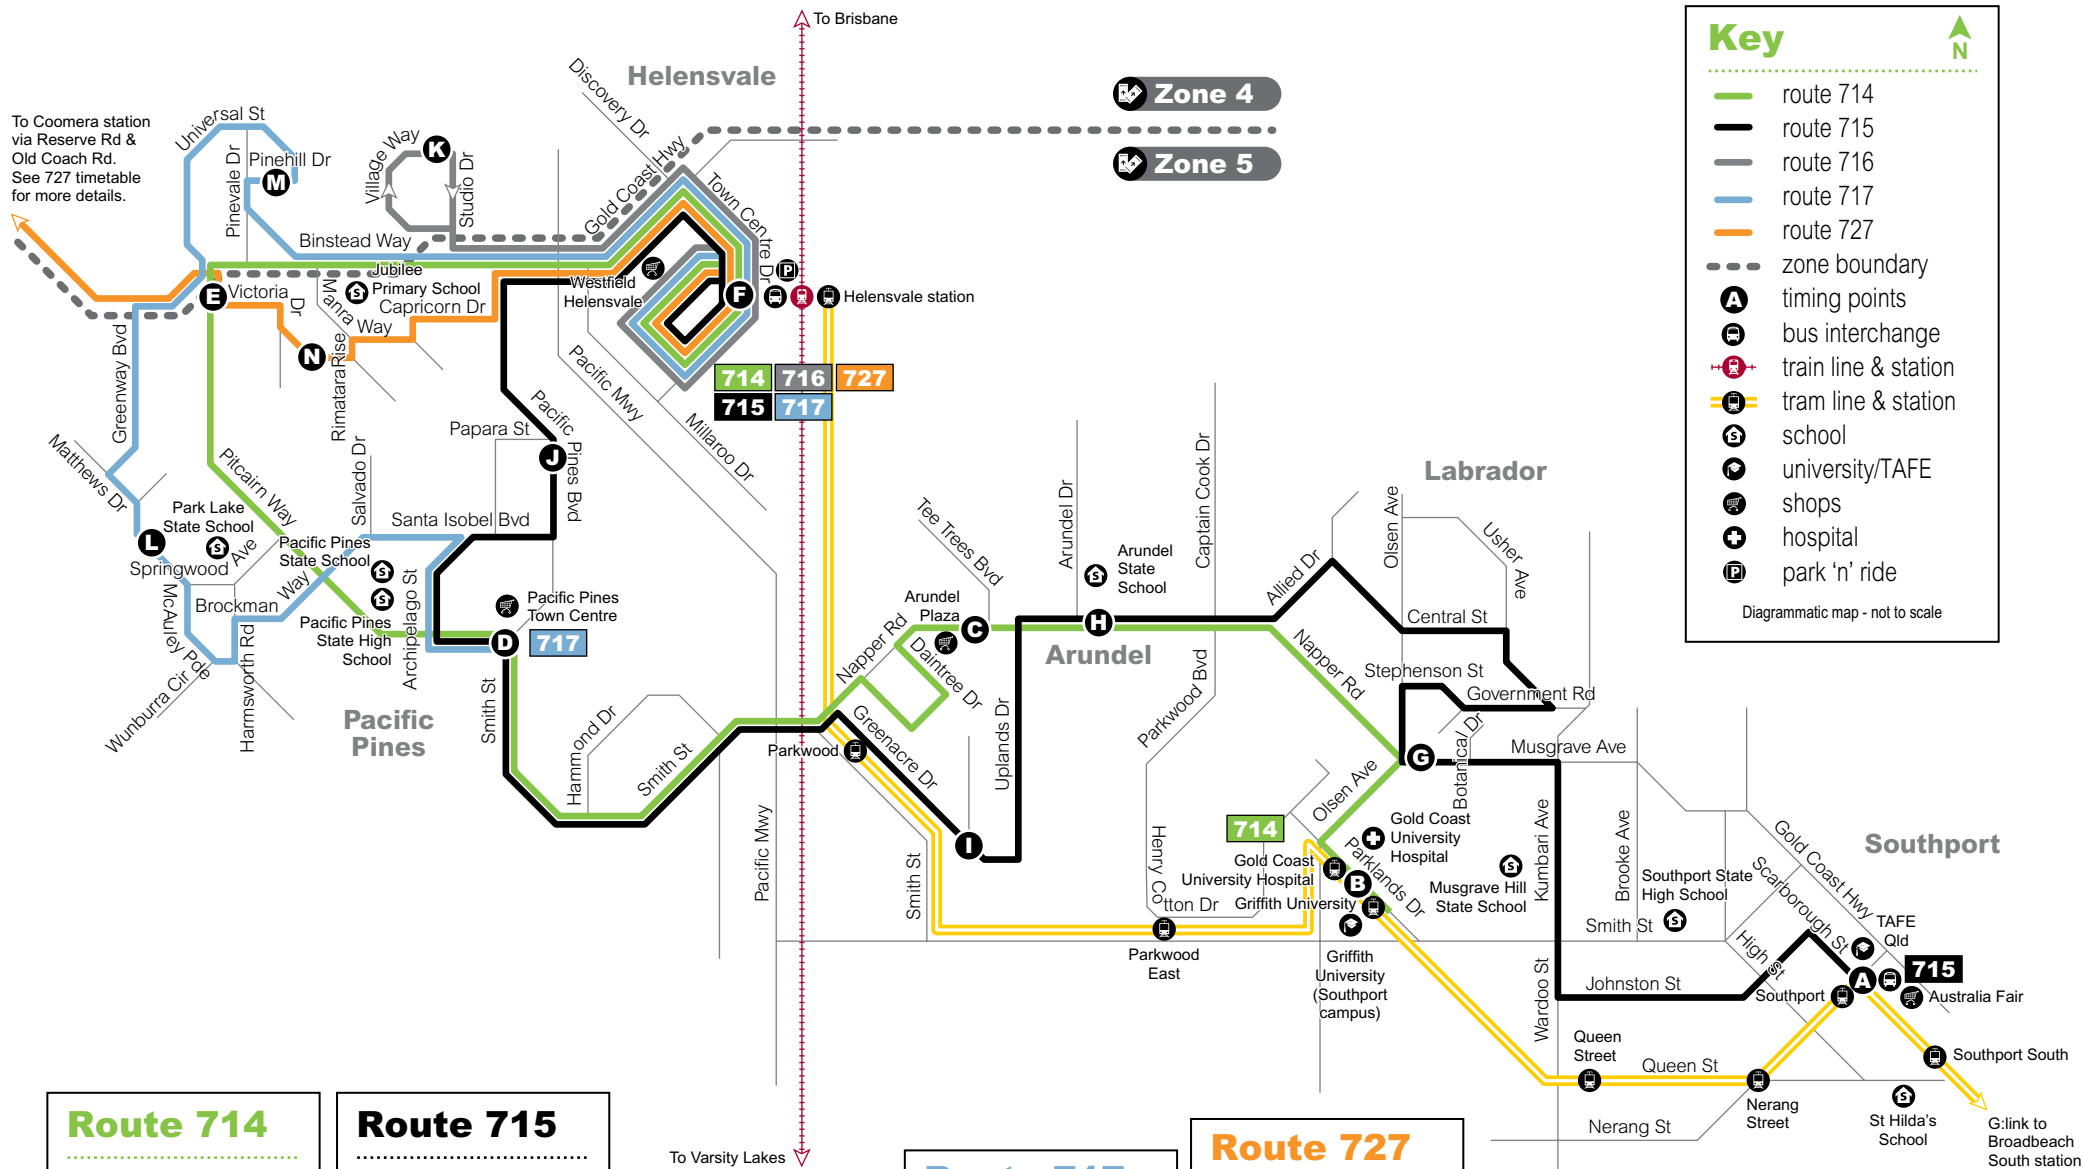 To Brisbane
Helensvale
Zone 4
Zone 5
To Coomera station
via Reserve Rd &
Old Coach Rd.
See 727 timetable
for more details.
Universal St
Pinevale Dr
Pinehill Dr
M
Village Way
K
Studio Dr
Discovery Dr
Gold Coast Hwy
Town Centre Dr
Binstead Way
Jubilee
Primary School
Capricorn Dr
E
Victoria
Dr
Manra
Way
N
Rimatara Rise
Westfield
Helensvale
F
P
Helensvale station
714
716
727
715
717
Greenway Bvd
Matthews Dr
Pitcairn Way
Salvado Dr
Papara St
Pacific
Pines Bvd
J
Pacific Mwy
Millaroo Dr
Santa Isobel Bvd
Park Lake
State School
L
Springwood
Ave
Pacific Pines
State School
Brockman
Way
McAuley Pde
Wunburra Cir
Harmsworth Rd
Pacific Pines
State High
School
Archipelago St
Pacific Pines
Town Centre
D
717
Pacific
Pines
Smith St
Hammond Dr
Smith St
Parkwood
Pacific Mwy
Napper Rd
Daintree Dr
Arundel
Plaza
C
Tee Trees Bvd
Greenacre Dr
I
Uplands Dr
Arundel Dr
Arundel
State
School
H
Arundel
Captain Cook Dr
Parkwood Bvd
Henry Cotton Dr
Smith St
Parkwood
East
Allied Dr
Labrador
Olsen Ave
Usher
Ave
Central St
Napper Rd
Stephenson St
Government Rd
Botanical Dr
G
Musgrave Ave
Olsen Ave
714
Gold Coast
University
Hospital
Gold Coast
University Hospital
B
Parklands Dr
Griffith University
Griffith
University
(Southport
campus)
Musgrave Hill
State School
Kumbari Ave
Brooke Ave
Southport State
High School
Smith St
Wardoo St
Johnston St
High St
Scarborough St
Gold Coast Hwy
Southport
TAFE
Qld
715
A
Southport
Australia Fair
Queen
Street
Queen St
Nerang
Street
Nerang St
Southport South
St Hilda's
School
G:link to
Broadbeach
South station
To Varsity Lakes
Key
N
route 714
route 715
route 716
route 717
route 727
zone boundary
A
timing points
bus interchange
train line & station
tram line & station
school
university/TAFE
shops
hospital
P
park 'n' ride
Diagrammatic map - not to scale
Route 714
Route 715
Route 717
Route 727